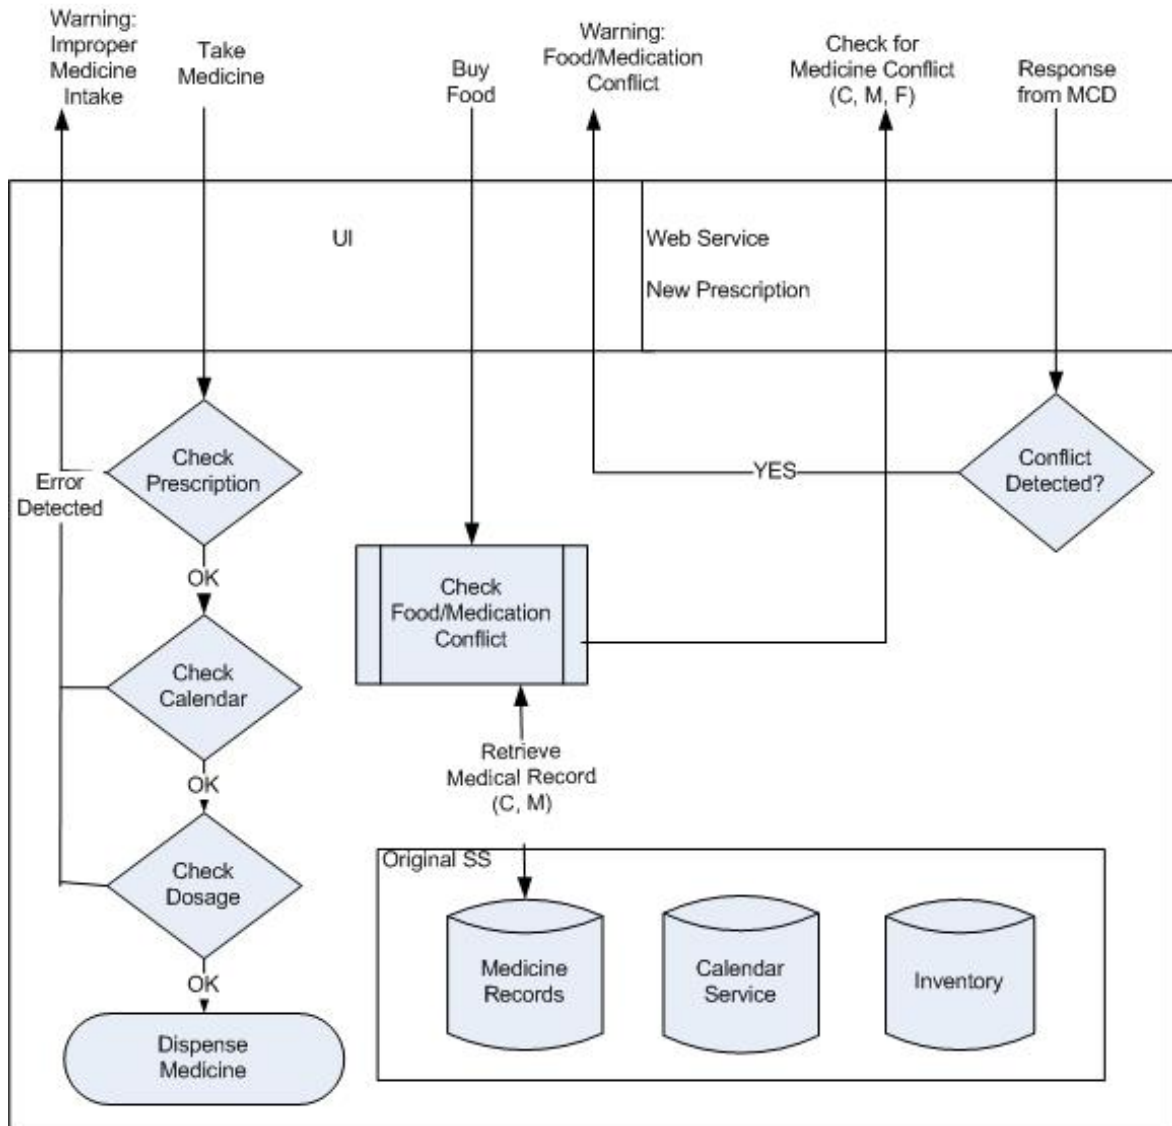 Warning:
Improper
Medicine
Intake
Take
Medicine
Buy
Food
Warning:
Food/Medication
Conflict
Check for
Medicine Conflict
(C, M, F)
Response
from MCD
UI
Web Service
New Prescription
Check
Prescription
Error
Detected
YES
Conflict
Detected?
OK
Check
Food/Medication
Conflict
Check
Calendar
Retrieve
Medical Record
(C, M)
OK
Check
Dosage
Original SS
Medicine
Records
Calendar
Service
Inventory
OK
Dispense
Medicine